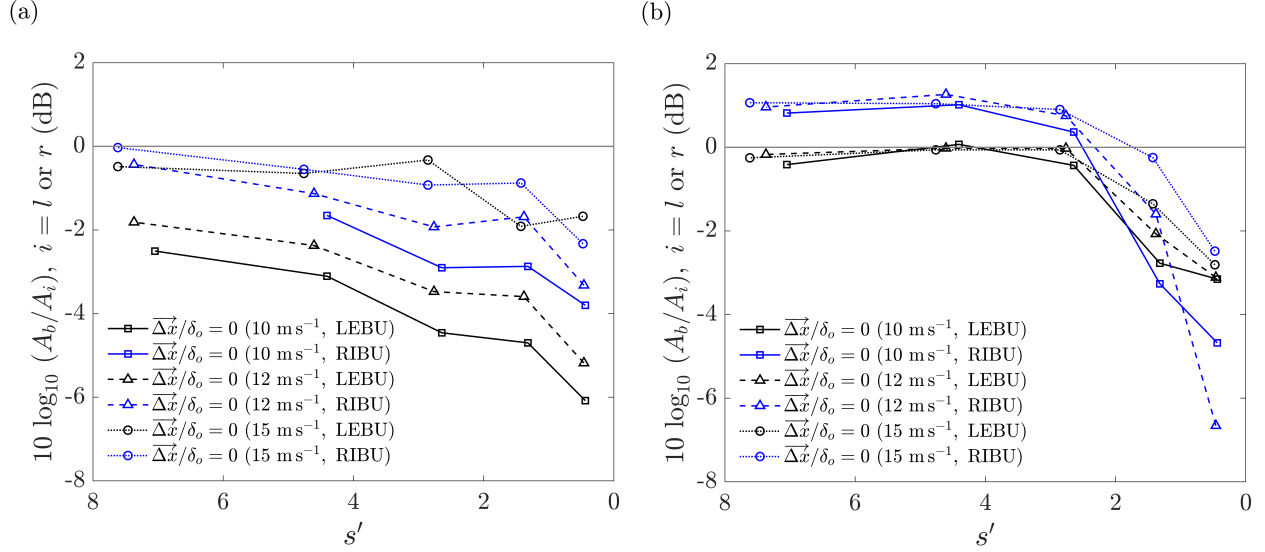 (a)
10 log₁₀ (A_b/A_i), i = l or r (dB)
2
0
-2
-4
-6
-8
8
6
4
2
0
s′
Δx⃗/δₒ = 0 (10 m s⁻¹, LEBU)
Δx⃗/δₒ = 0 (10 m s⁻¹, RIBU)
Δx⃗/δₒ = 0 (12 m s⁻¹, LEBU)
Δx⃗/δₒ = 0 (12 m s⁻¹, RIBU)
Δx⃗/δₒ = 0 (15 m s⁻¹, LEBU)
Δx⃗/δₒ = 0 (15 m s⁻¹, RIBU)
(b)
10 log₁₀ (A_b/A_i), i = l or r (dB)
2
0
-2
-4
-6
-8
8
6
4
2
0
s′
Δx⃗/δₒ = 0 (10 m s⁻¹, LEBU)
Δx⃗/δₒ = 0 (10 m s⁻¹, RIBU)
Δx⃗/δₒ = 0 (12 m s⁻¹, LEBU)
Δx⃗/δₒ = 0 (12 m s⁻¹, RIBU)
Δx⃗/δₒ = 0 (15 m s⁻¹, LEBU)
Δx⃗/δₒ = 0 (15 m s⁻¹, RIBU)